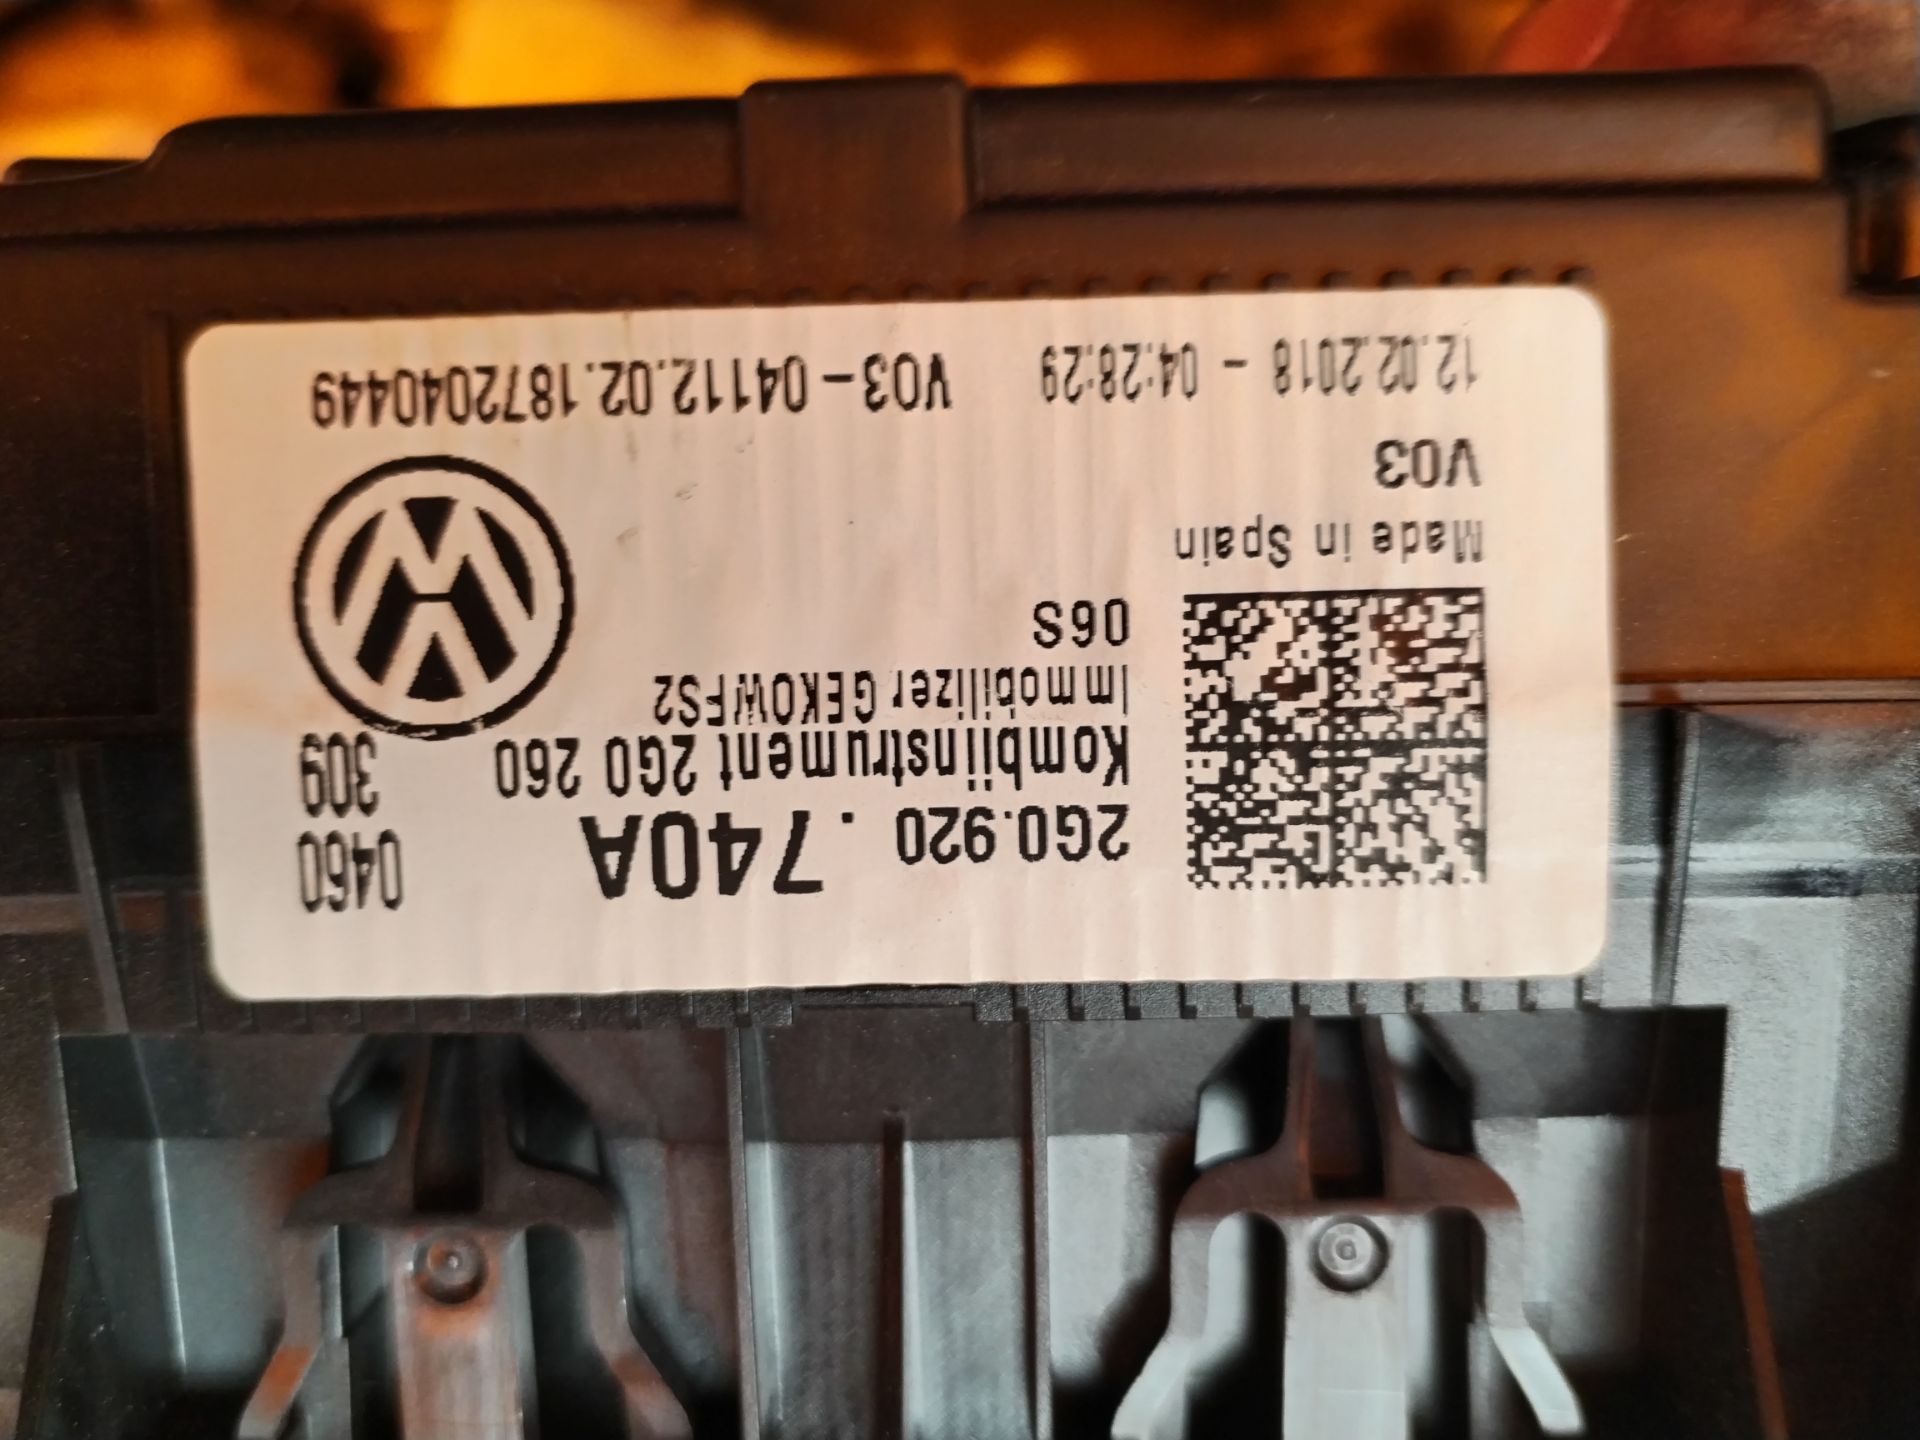 2G0.920 . 740A 0460
Kombiinstrument 2G0 260 309
Immobilizer GEKOWFS2
06S
Made in Spain
V03
12.02.2018 - 04:28:29 V03-04112.02.1872040449